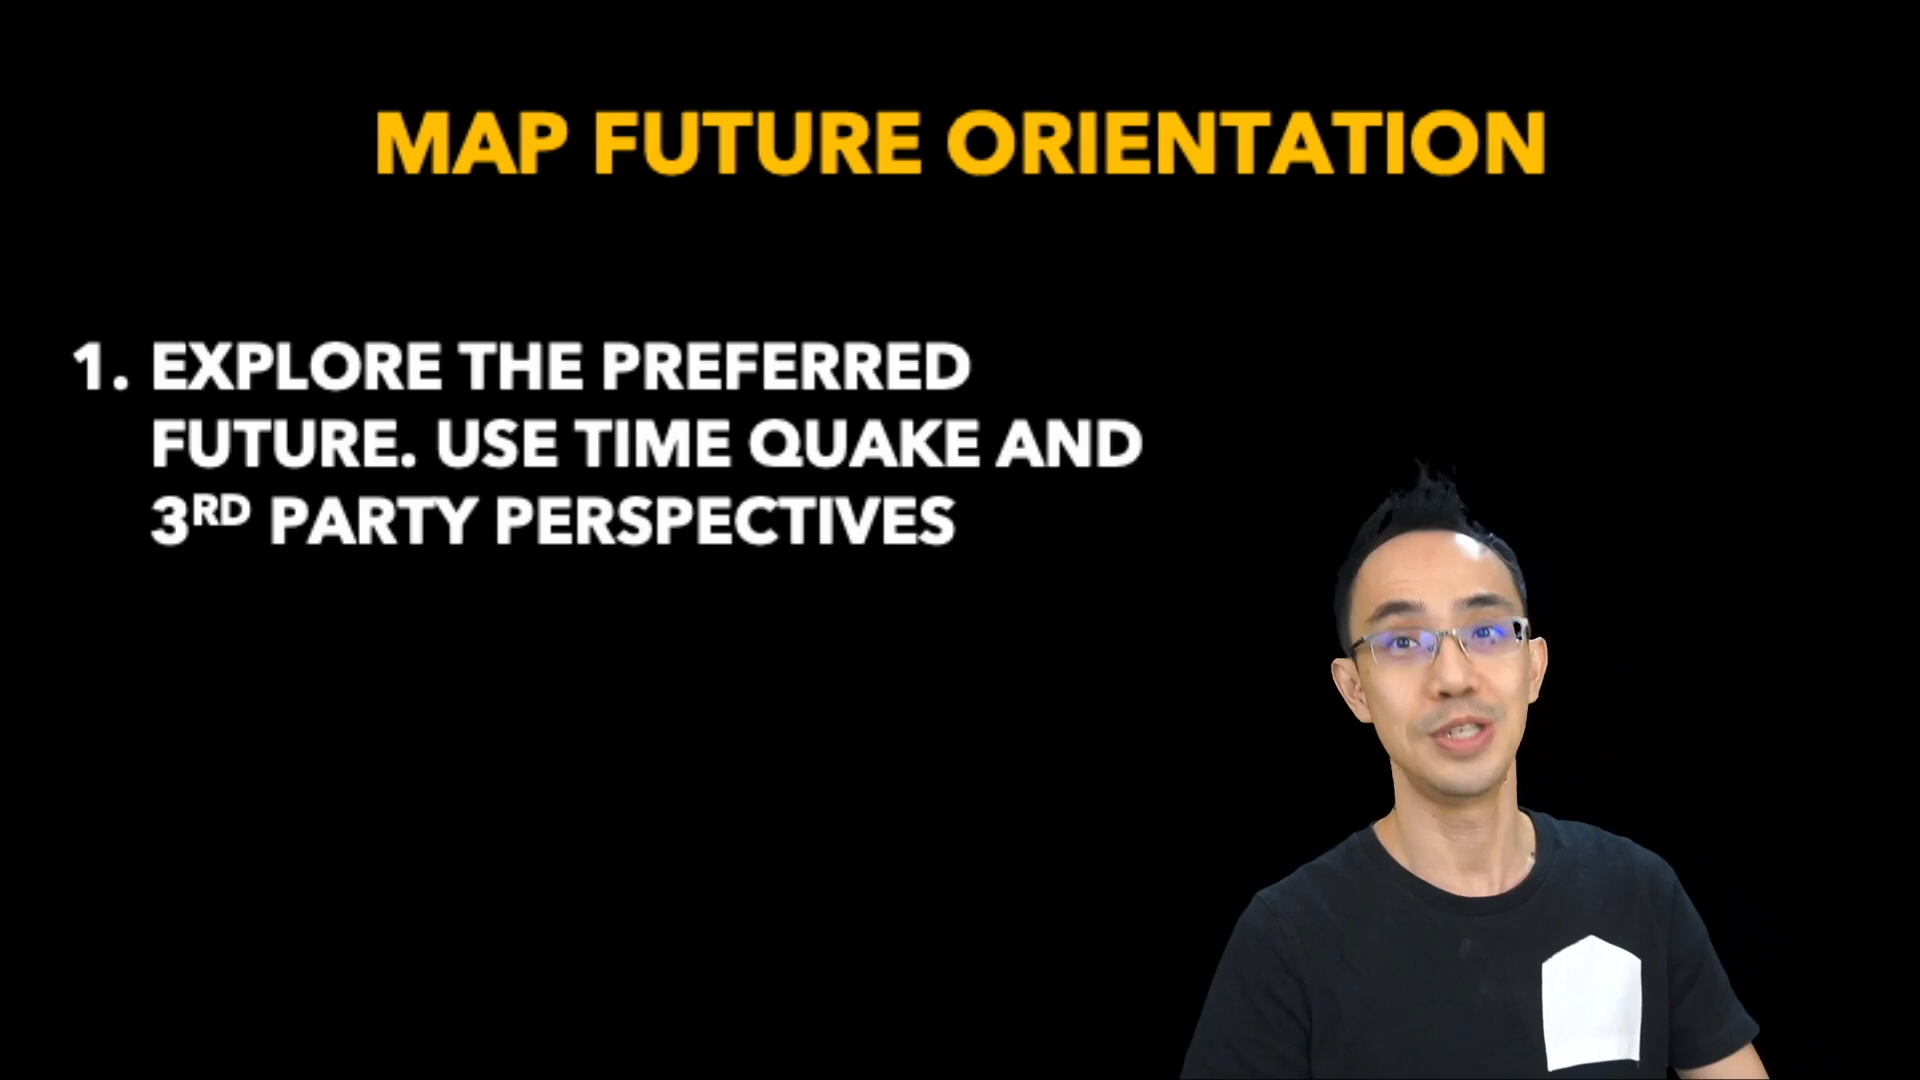 MAP FUTURE ORIENTATION
1. EXPLORE THE PREFERRED
FUTURE. USE TIME QUAKE AND
3RD PARTY PERSPECTIVES